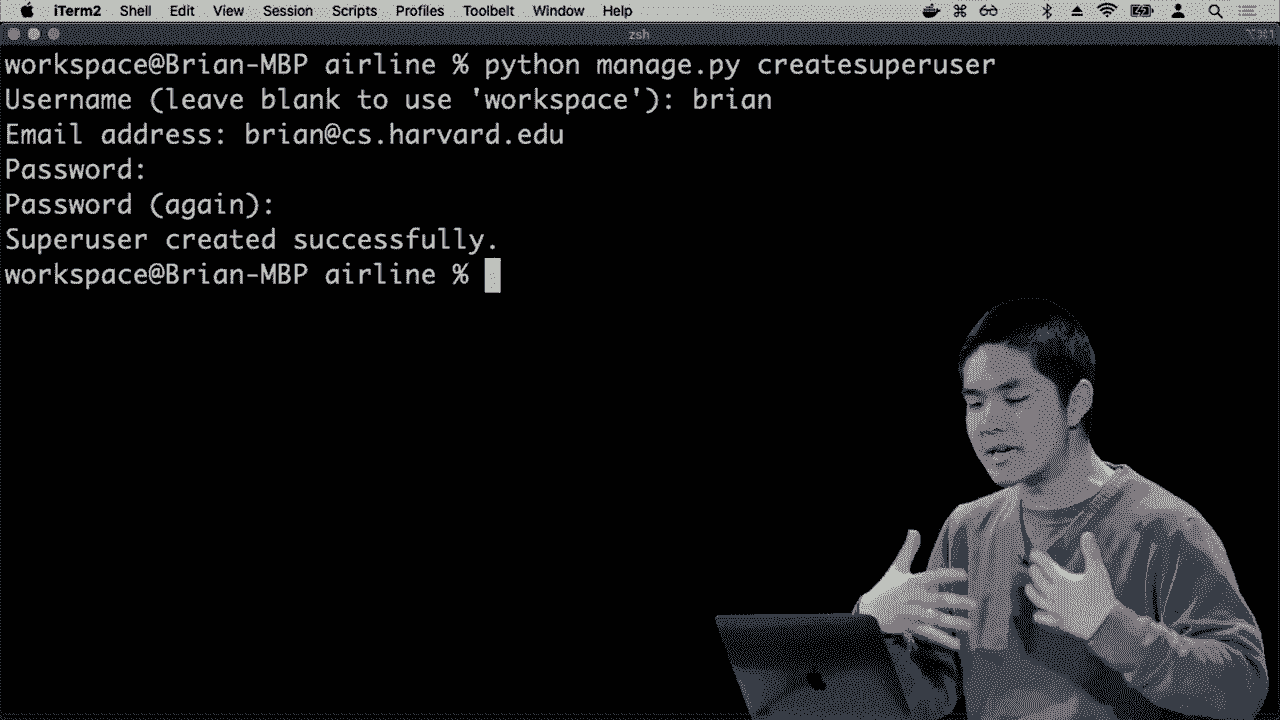 iTerm2 Shell Edit View Session Scripts Profiles Toolbelt Window Help
zsh
workspace@Brian-MBP airline % python manage.py createsuperuser
Username (leave blank to use 'workspace'): brian
Email address: brian@cs.harvard.edu
Password:
Password (again):
Superuser created successfully.
workspace@Brian-MBP airline %